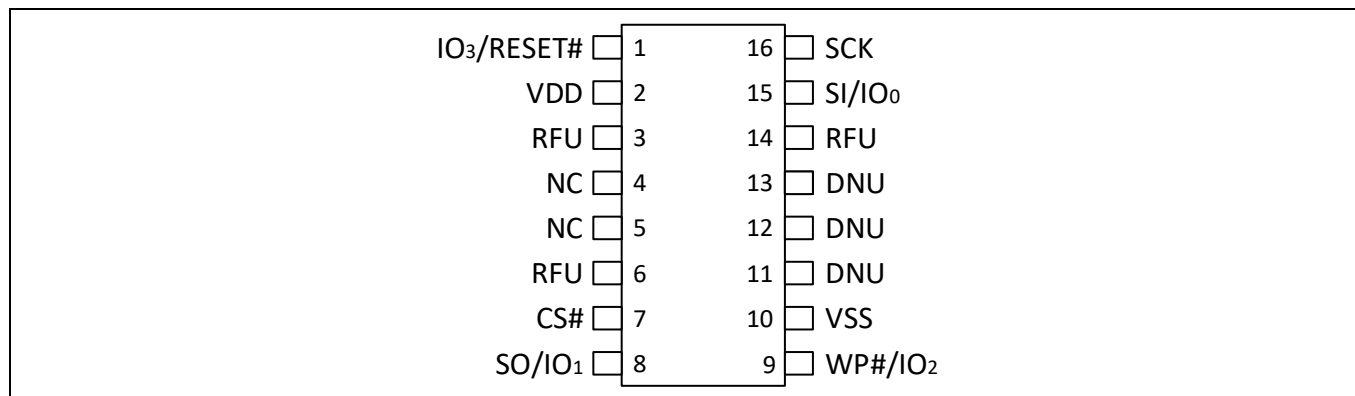 IO3/RESET# 1 16 SCK
VDD 2 15 SI/IO0
RFU 3 14 RFU
NC 4 13 DNU
NC 5 12 DNU
RFU 6 11 DNU
CS# 7 10 VSS
SO/IO1 8 9 WP#/IO2